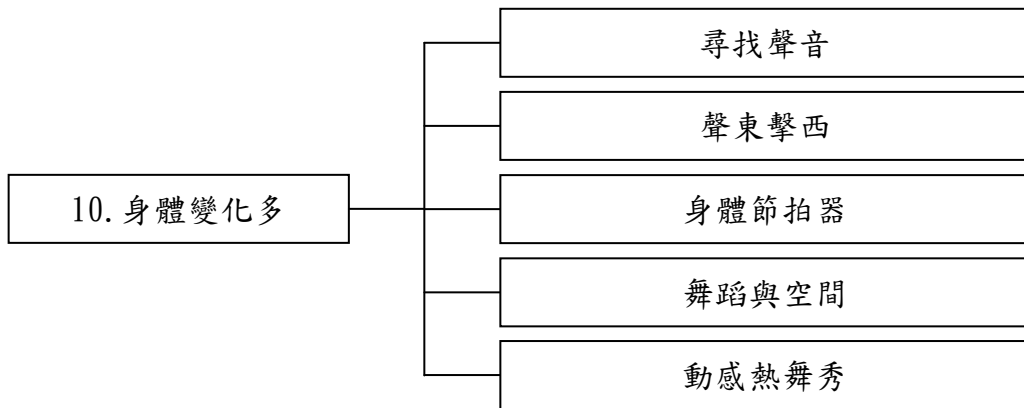 尋找聲音
聲東擊西
10.身體變化多
身體節拍器
舞蹈與空間
動感熱舞秀